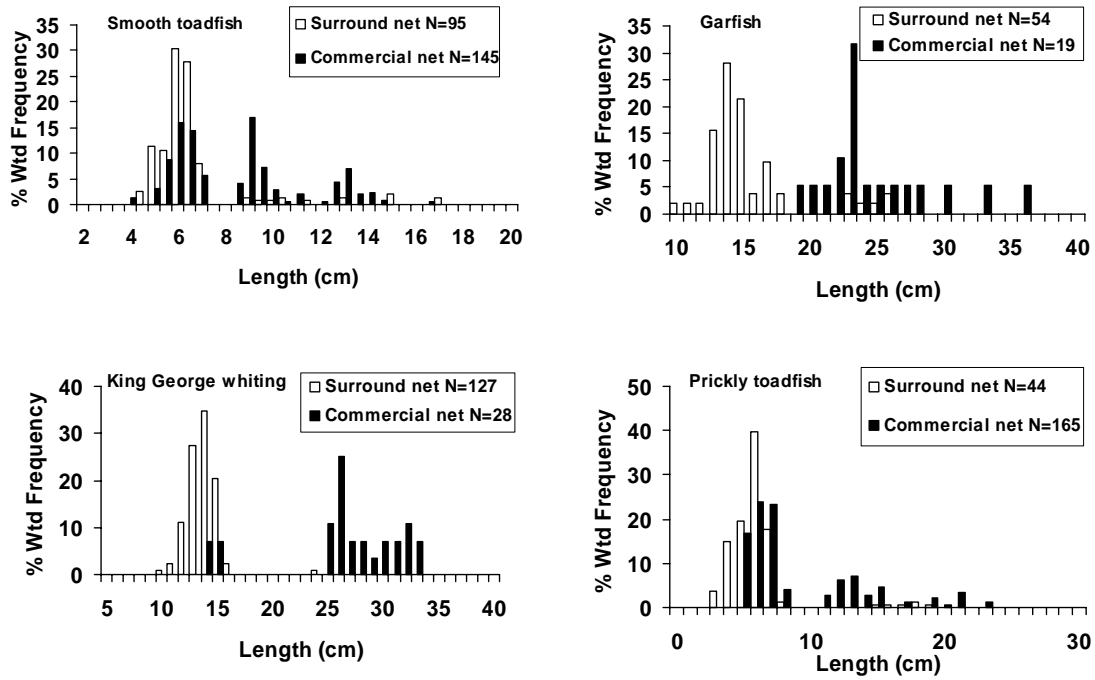 Smooth toadfish
Surround net N=95
Commercial net N=145
% Wtd Frequency
35
30
25
20
15
10
5
0
2 4 6 8 10 12 14 16 18 20
Length (cm)
Garfish
Surround net N=54
Commercial net N=19
% Wtd Frequency
35
30
25
20
15
10
5
0
10 15 20 25 30 35 40
Length (cm)
King George whiting
Surround net N=127
Commercial net N=28
% Wtd Frequency
40
30
20
10
0
5 10 15 20 25 30 35 40
Length (cm)
Prickly toadfish
Surround net N=44
Commercial net N=165
% Wtd Frequency
50
40
30
20
10
0
0 10 20 30
Length (cm)